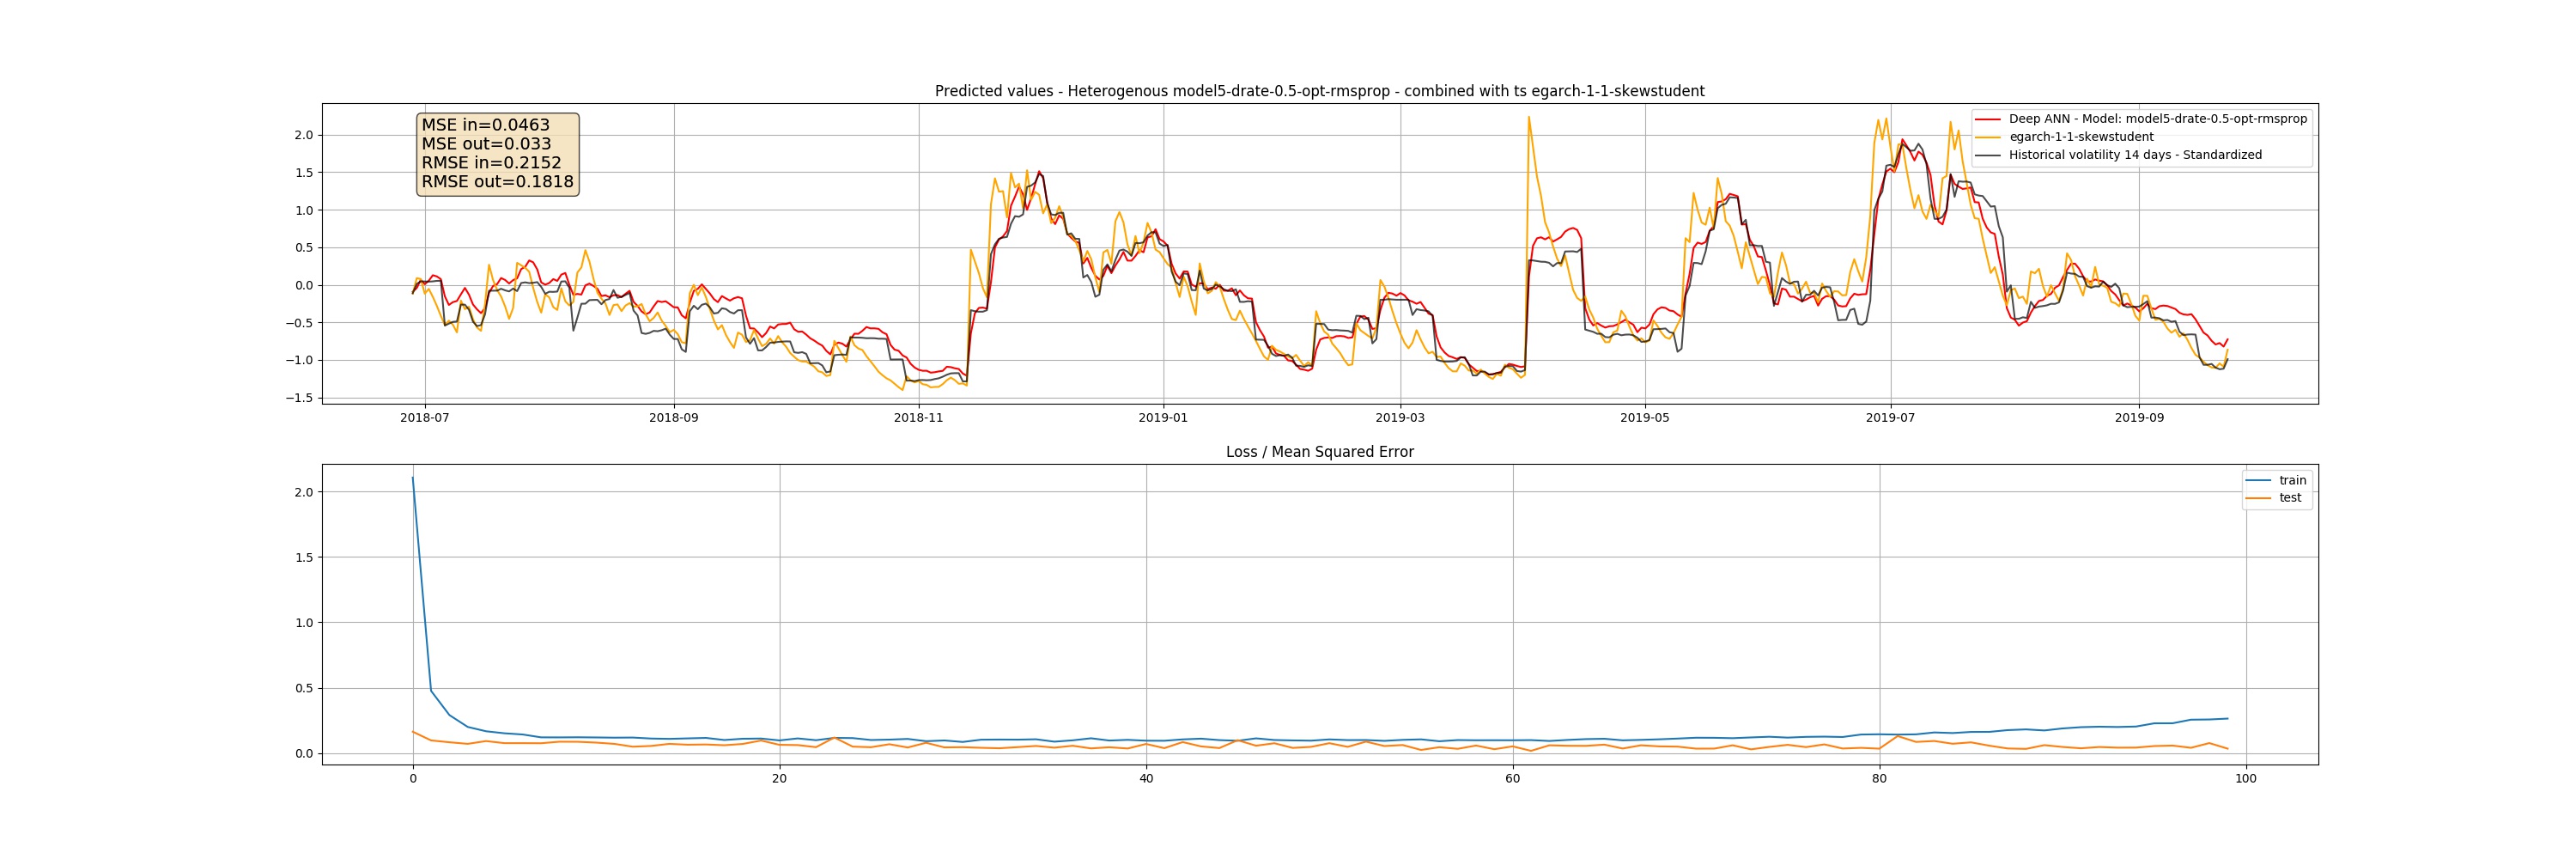 Predicted values - Heterogenous model5-drate-0.5-opt-rmsprop - combined with ts egarch-1-1-skewstudent
MSE in=0.0463
MSE out=0.033
RMSE in=0.2152
RMSE out=0.1818
Deep ANN - Model: model5-drate-0.5-opt-rmsprop
egarch-1-1-skewstudent
Historical volatility 14 days - Standardized
2.0
1.5
1.0
0.5
0.0
−0.5
−1.0
−1.5
2018-07 2018-09 2018-11 2019-01 2019-03 2019-05 2019-07 2019-09
Loss / Mean Squared Error
train
test
2.0
1.5
1.0
0.5
0.0
0 20 40 60 80 100